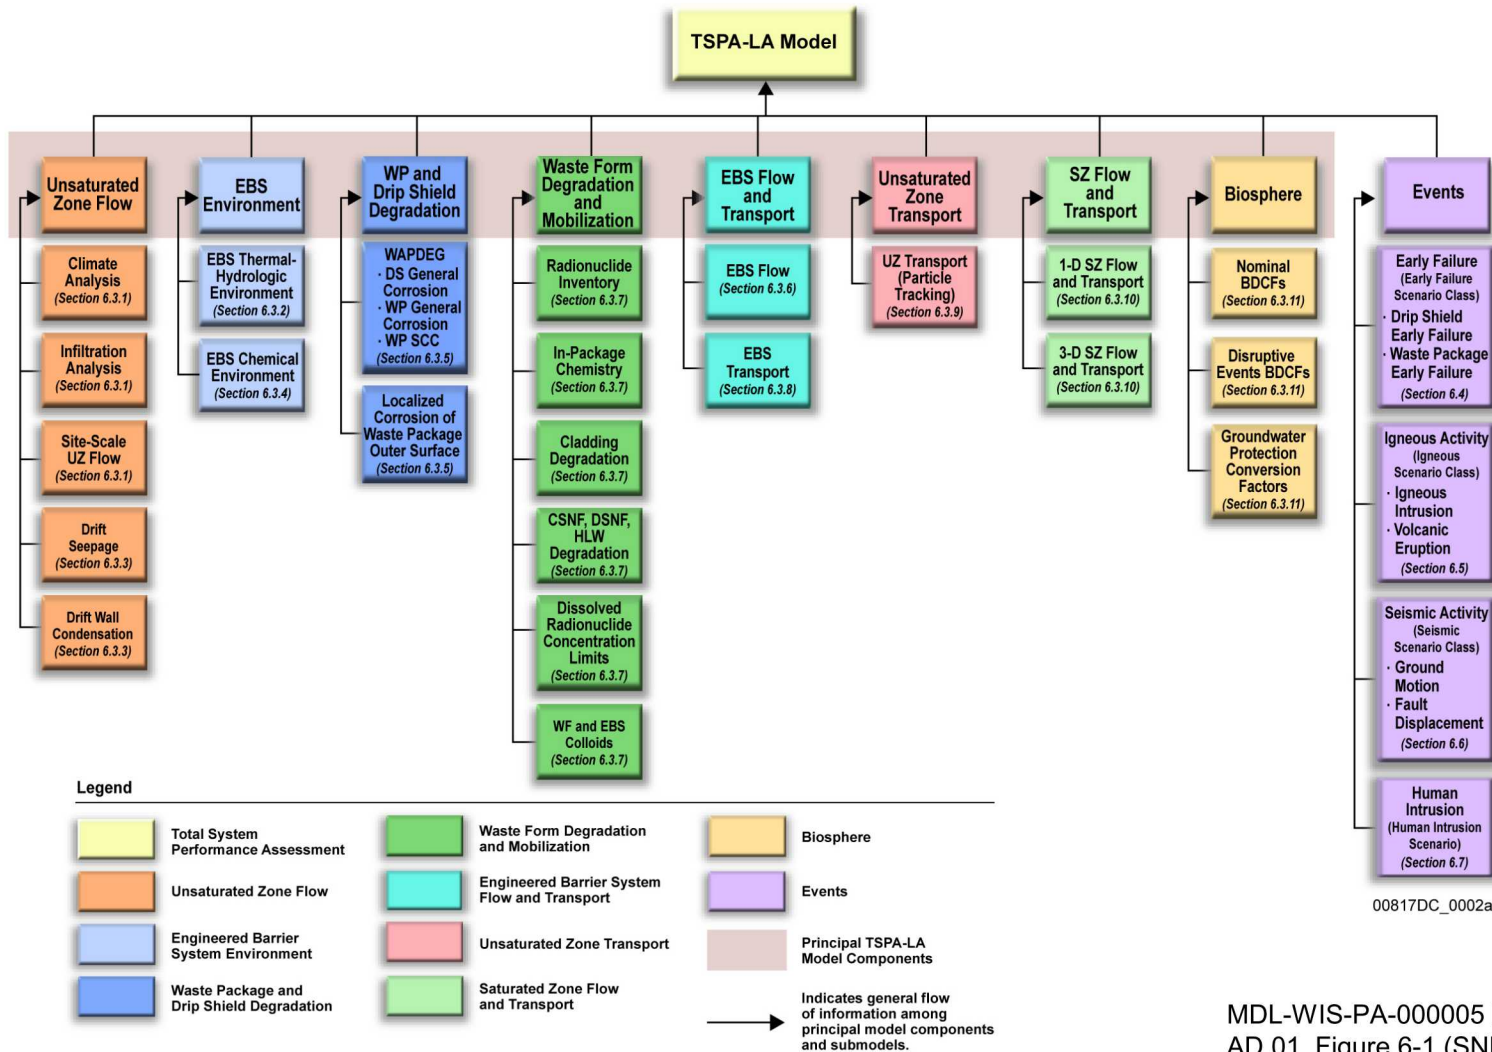 TSPA-LA Model
Unsaturated
Zone Flow
Climate
Analysis
(Section 6.3.1)
Infiltration
Analysis
(Section 6.3.1)
Site-Scale
UZ Flow
(Section 6.3.1)
Drift
Seepage
(Section 6.3.3)
Drift Wall
Condensation
(Section 6.3.3)
EBS
Environment
EBS Thermal-
Hydrologic
Environment
(Section 6.3.2)
EBS Chemical
Environment
(Section 6.3.4)
WP and
Drip Shield
Degradation
WAPDEG
· DS General
Corrosion
· WP General
Corrosion
· WP SCC
(Section 6.3.5)
Localized
Corrosion of
Waste Package
Outer Surface
(Section 6.3.5)
Waste Form
Degradation
and
Mobilization
Radionuclide
Inventory
(Section 6.3.7)
In-Package
Chemistry
(Section 6.3.7)
Cladding
Degradation
(Section 6.3.7)
CSNF, DSNF,
HLW
Degradation
(Section 6.3.7)
Dissolved
Radionuclide
Concentration
Limits
(Section 6.3.7)
WF and EBS
Colloids
(Section 6.3.7)
EBS Flow
and
Transport
EBS Flow
(Section 6.3.6)
EBS
Transport
(Section 6.3.8)
Unsaturated
Zone
Transport
UZ Transport
(Particle
Tracking)
(Section 6.3.9)
SZ Flow
and
Transport
1-D SZ Flow
and Transport
(Section 6.3.10)
3-D SZ Flow
and Transport
(Section 6.3.10)
Biosphere
Nominal
BDCFs
(Section 6.3.11)
Disruptive
Events BDCFs
(Section 6.3.11)
Groundwater
Protection
Conversion
Factors
(Section 6.3.11)
Events
Early Failure
(Early Failure
Scenario Class)
· Drip Shield
Early Failure
· Waste Package
Early Failure
(Section 6.4)
Igneous Activity
(Igneous
Scenario Class)
· Igneous
Intrusion
· Volcanic
Eruption
(Section 6.5)
Seismic Activity
(Seismic
Scenario Class)
· Ground
Motion
· Fault
Displacement
(Section 6.6)
Human
Intrusion
(Human Intrusion
Scenario)
(Section 6.7)
00817DC_0002a
Legend
Total System
Performance Assessment
Unsaturated Zone Flow
Engineered Barrier
System Environment
Waste Package and
Drip Shield Degradation
Waste Form Degradation
and Mobilization
Engineered Barrier System
Flow and Transport
Unsaturated Zone Transport
Saturated Zone Flow
and Transport
Biosphere
Events
Principal TSPA-LA
Model Components
Indicates general flow
of information among
principal model components
and submodels.
MDL-WIS-PA-000005
AD 01, Figure 6-1